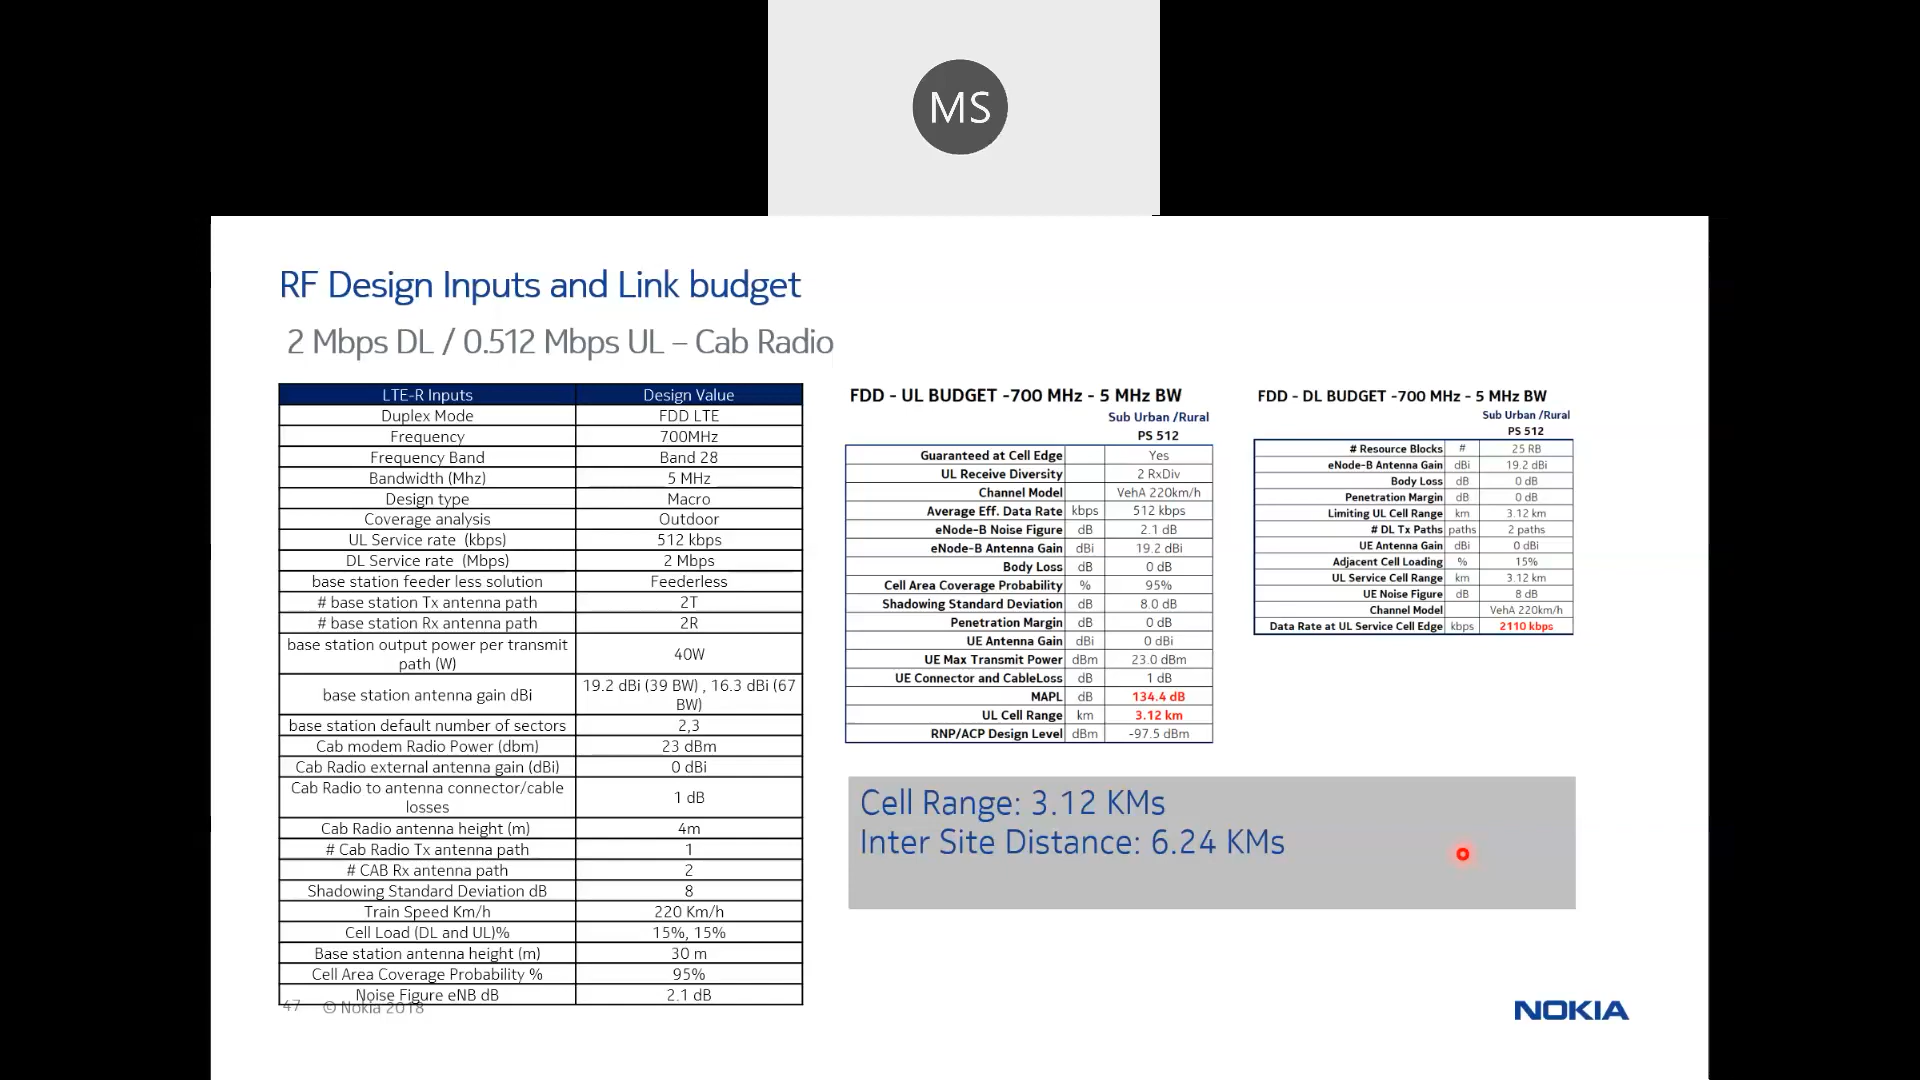 MS
RF Design Inputs and Link budget
2 Mbps DL / 0.512 Mbps UL – Cab Radio
LTE-R Inputs Design Value
Duplex Mode FDD LTE
Frequency 700MHz
Frequency Band Band 28
Bandwidth (Mhz) 5 MHz
Design type Macro
Coverage analysis Outdoor
UL Service rate (kbps) 512 kbps
DL Service rate (Mbps) 2 Mbps
base station feeder less solution Feederless
# base station Tx antenna path 2T
# base station Rx antenna path 2R
base station output power per transmit
path (W) 40W
base station antenna gain dBi 19.2 dBi (39 BW) , 16.3 dBi (67
BW)
base station default number of sectors 2,3
Cab modem Radio Power (dbm) 23 dBm
Cab Radio external antenna gain (dBi) 0 dBi
Cab Radio to antenna connector/cable
losses 1 dB
Cab Radio antenna height (m) 4m
# Cab Radio Tx antenna path 1
# CAB Rx antenna path 2
Shadowing Standard Deviation dB 8
Train Speed Km/h 220 Km/h
Cell Load (DL and UL)% 15%, 15%
Base station antenna height (m) 30 m
Cell Area Coverage Probability % 95%
Noise Figure eNB dB 2.1 dB
FDD - UL BUDGET -700 MHz - 5 MHz BW
Sub Urban /Rural
PS 512
Guaranteed at Cell Edge Yes
UL Receive Diversity 2 RxDiv
Channel Model VehA 220km/h
Average Eff. Data Rate kbps 512 kbps
eNode-B Noise Figure dB 2.1 dB
eNode-B Antenna Gain dBi 19.2 dBi
Body Loss dB 0 dB
Cell Area Coverage Probability % 95%
Shadowing Standard Deviation dB 8.0 dB
Penetration Margin dB 0 dB
UE Antenna Gain dBi 0 dBi
UE Max Transmit Power dBm 23.0 dBm
UE Connector and CableLoss dB 1 dB
MAPL dB 134.4 dB
UL Cell Range km 3.12 km
RNP/ACP Design Level dBm -97.5 dBm
FDD - DL BUDGET -700 MHz - 5 MHz BW
Sub Urban /Rural
PS 512
# Resource Blocks # 25 RB
eNode-B Antenna Gain dBi 19.2 dBi
Body Loss dB 0 dB
Penetration Margin dB 0 dB
Limiting UL Cell Range km 3.12 km
# DL Tx Paths paths 2 paths
UE Antenna Gain dBi 0 dBi
Adjacent Cell Loading % 15%
UL Service Cell Range km 3.12 km
UE Noise Figure dB 8 dB
Channel Model VehA 220km/h
Data Rate at UL Service Cell Edge kbps 2110 kbps
Cell Range: 3.12 KMs
Inter Site Distance: 6.24 KMs
47 © Nokia 2018
NOKIA